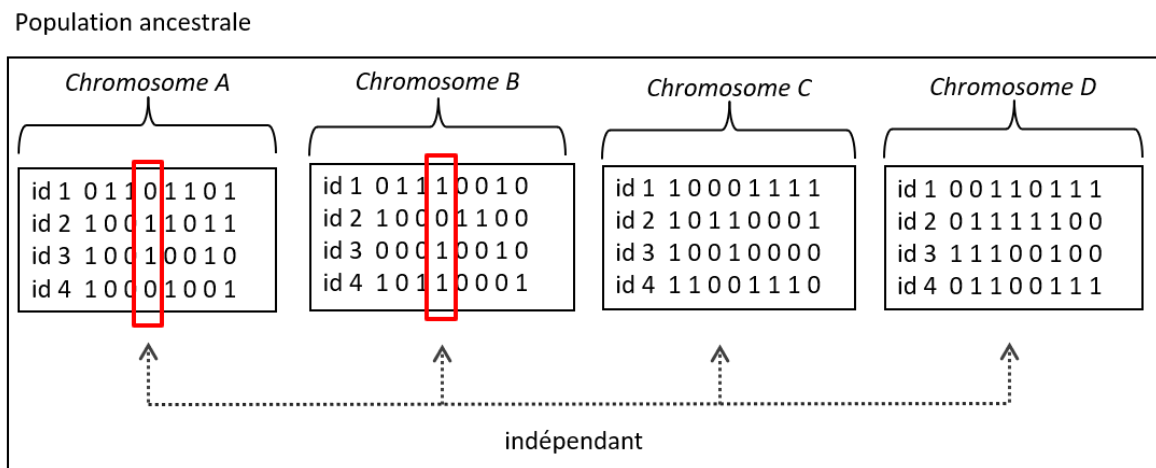 Population ancestrale
Chromosome A
id 1 0 1 1 0 1 1 0 1
id 2 1 0 0 1 1 0 1 1
id 3 1 0 0 1 0 0 1 0
id 4 1 0 0 0 1 0 0 1
Chromosome B
id 1 0 1 1 1 0 0 1 0
id 2 1 0 0 0 1 1 0 0
id 3 0 0 0 1 0 0 1 0
id 4 1 0 1 1 0 0 0 1
Chromosome C
id 1 1 0 0 0 1 1 1 1
id 2 1 0 1 1 0 0 0 1
id 3 1 0 0 1 0 0 0 0
id 4 1 1 0 0 1 1 1 0
Chromosome D
id 1 0 0 1 1 0 1 1 1
id 2 0 1 1 1 1 1 0 0
id 3 1 1 1 0 0 1 0 0
id 4 0 1 1 0 0 1 1 1
indépendant